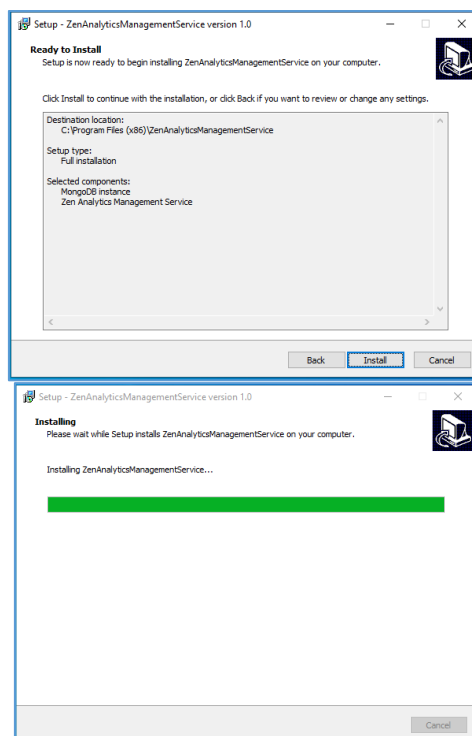 Setup - ZenAnalyticsManagementService version 1.0
Ready to Install
Setup is now ready to begin installing ZenAnalyticsManagementService on your computer.
Click Install to continue with the installation, or click Back if you want to review or change any settings.
Destination location:
C:\Program Files (x86)\ZenAnalyticsManagementService
Setup type:
Full installation
Selected components:
MongoDB instance
Zen Analytics Management Service
Back Install Cancel
Setup - ZenAnalyticsManagementService version 1.0
Installing
Please wait while Setup installs ZenAnalyticsManagementService on your computer.
Installing ZenAnalyticsManagementService...
Cancel